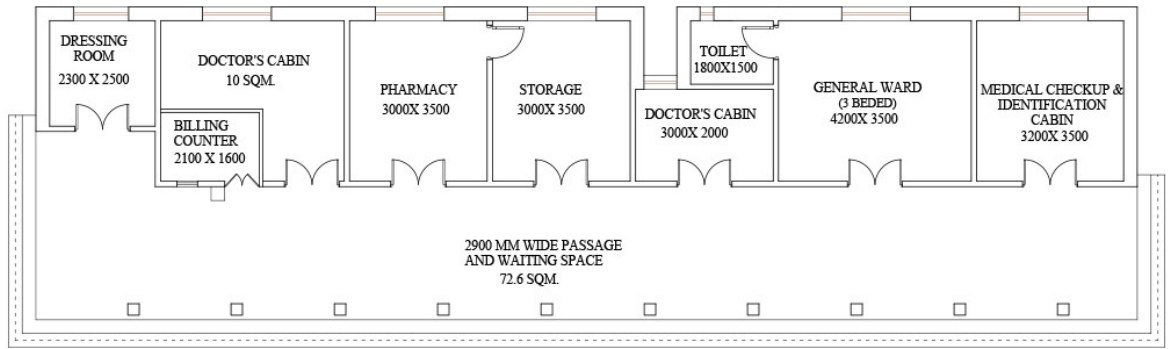 DRESSING
ROOM
2300 X 2500
DOCTOR'S CABIN
10 SQM.
BILLING
COUNTER
2100 X 1600
PHARMACY
3000X 3500
STORAGE
3000X 3500
TOILET
1800X1500
DOCTOR'S CABIN
3000X 2000
GENERAL WARD
(3 BEDED)
4200X 3500
MEDICAL CHECKUP &
IDENTIFICATION
CABIN
3200X 3500
2900 MM WIDE PASSAGE
AND WAITING SPACE
72.6 SQM.